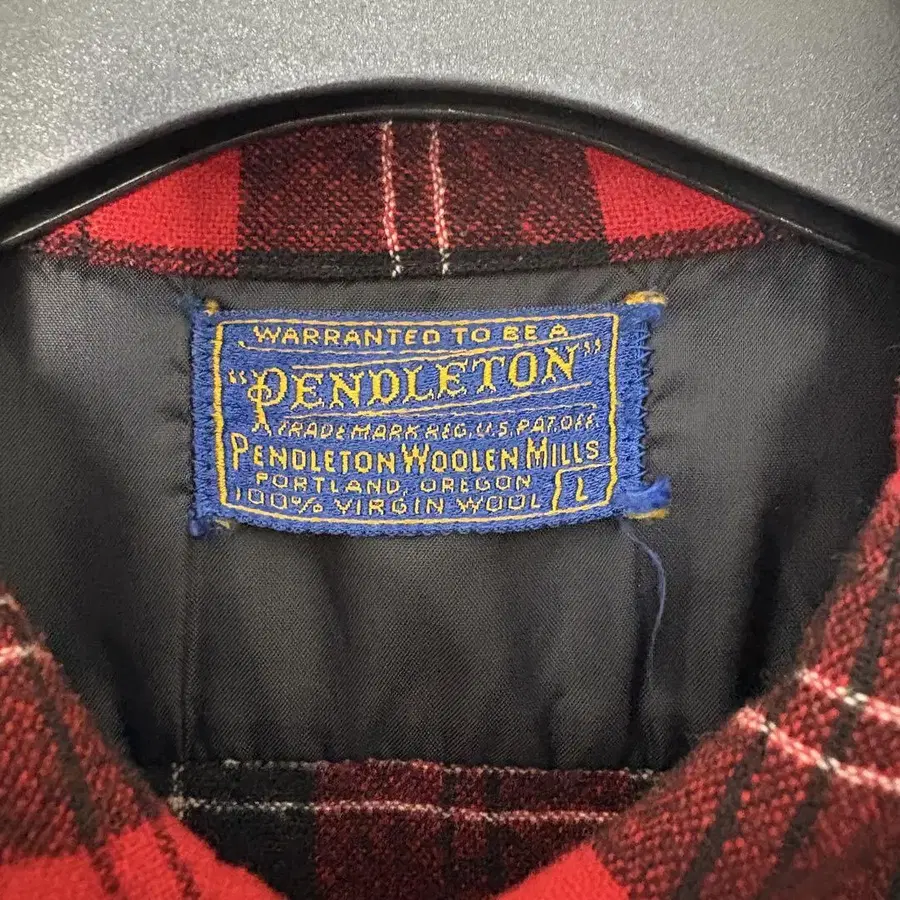 WARRANTED TO BE A
"PENDLETON"
TRADE MARK REG. U.S. PAT. OFF.
PENDLETON WOOLEN MILLS
PORTLAND, OREGON
100% VIRGIN WOOL L